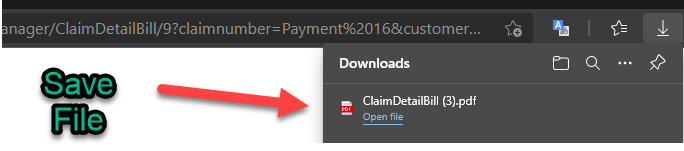 anager/ClaimDetailBill/9?claimnumber=Payment%2016&customer...
Downloads
Save
File
PDF
ClaimDetailBill (3).pdf
Open file